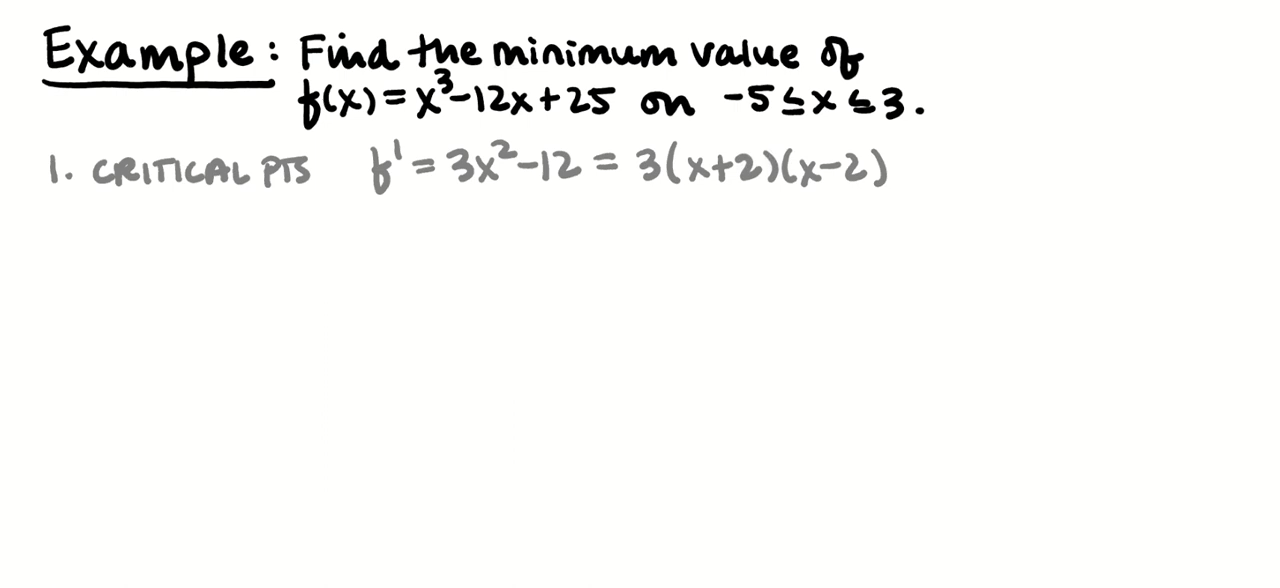 Example: Find the minimum value of
f(x) = x³-12x+25 on -5 ≤ x ≤ 3.
1. CRITICAL PTS f' = 3x²-12 = 3(x+2)(x-2)